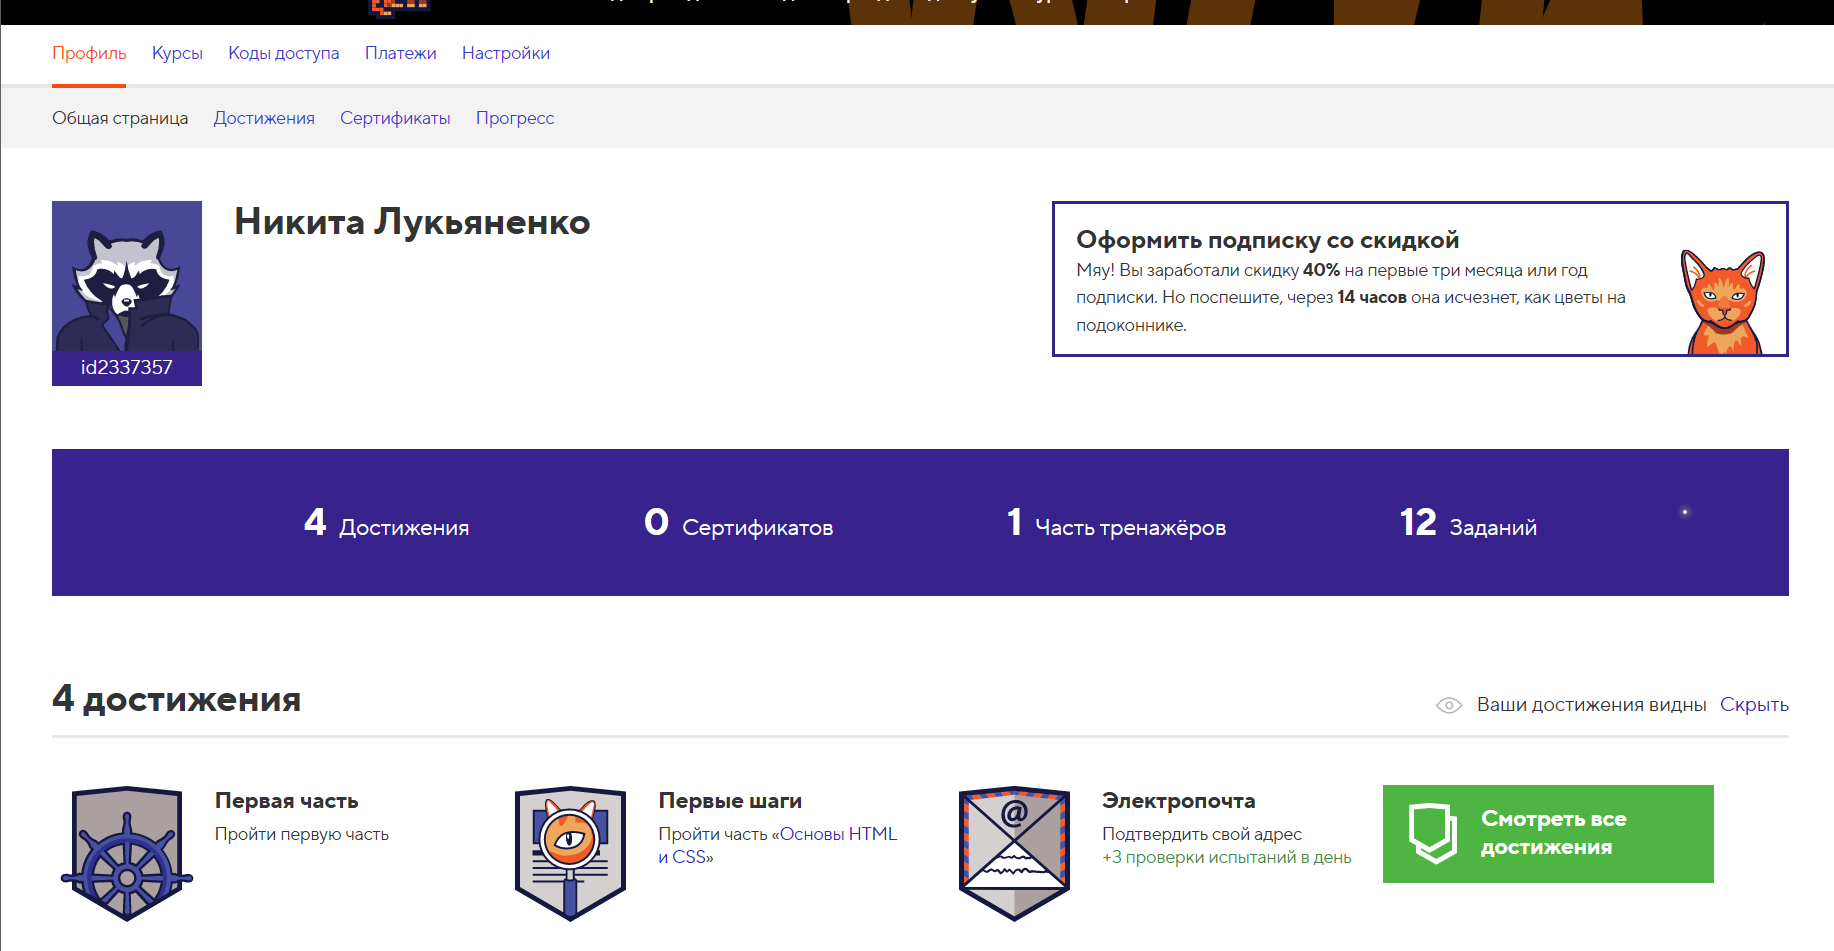 Профиль Курсы Коды доступа Платежи Настройки
Общая страница Достижения Сертификаты Прогресс
Никита Лукьяненко
id2337357
Оформить подписку со скидкой
Мяу! Вы заработали скидку 40% на первые три месяца или год
подписки. Но поспешите, через 14 часов она исчезнет, как цветы на
подоконнике.
4 Достижения
0 Сертификатов
1 Часть тренажёров
12 Заданий
4 достижения
Ваши достижения видны Скрыть
Первая часть
Пройти первую часть
Первые шаги
Пройти часть «Основы HTML
и CSS»
@
Электропочта
Подтвердить свой адрес
+3 проверки испытаний в день
Смотреть все
достижения